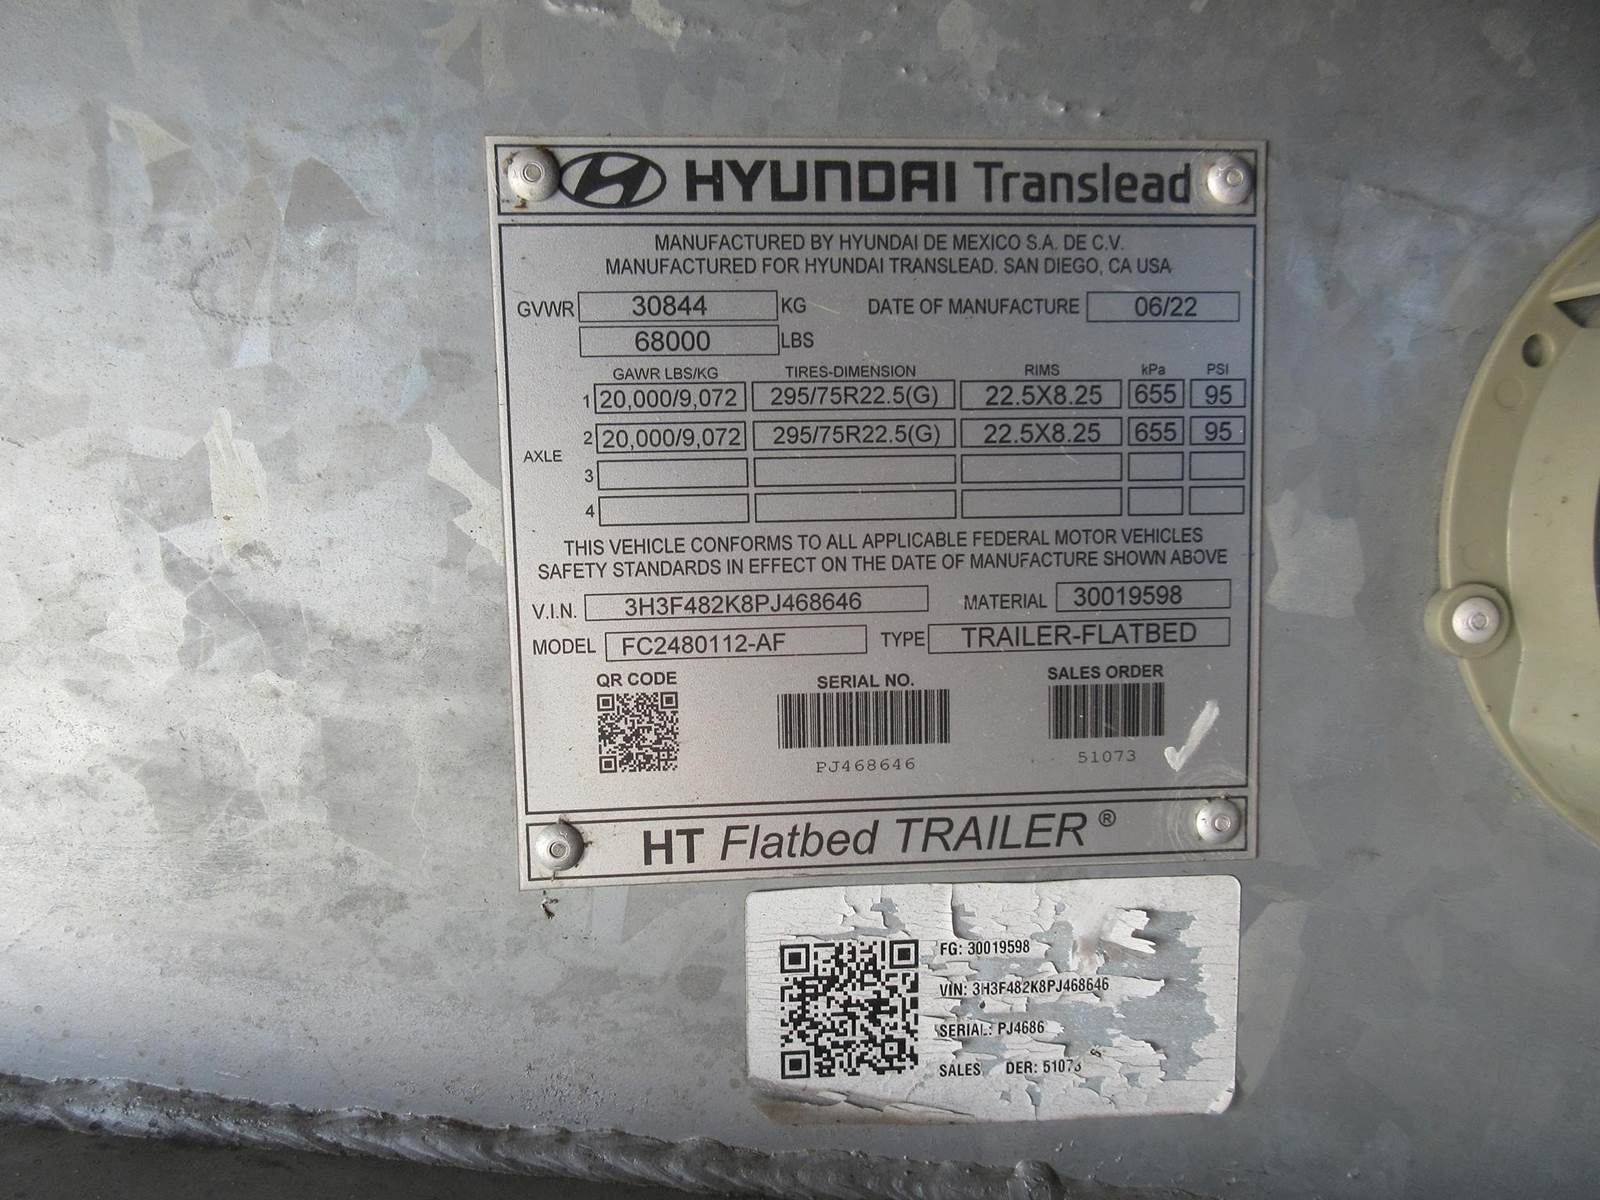 HYUNDAI Translead
MANUFACTURED BY HYUNDAI DE MEXICO S.A. DE C.V.
MANUFACTURED FOR HYUNDAI TRANSLEAD. SAN DIEGO, CA USA
GVWR 30844 KG DATE OF MANUFACTURE 06/22
68000 LBS
GAWR LBS/KG TIRES-DIMENSION RIMS kPa PSI
1 20,000/9,072 295/75R22.5(G) 22.5X8.25 655 95
2 20,000/9,072 295/75R22.5(G) 22.5X8.25 655 95
AXLE
3
4
THIS VEHICLE CONFORMS TO ALL APPLICABLE FEDERAL MOTOR VEHICLES
SAFETY STANDARDS IN EFFECT ON THE DATE OF MANUFACTURE SHOWN ABOVE
V.I.N. 3H3F482K8PJ468646 MATERIAL 30019598
MODEL FC2480112-AF TYPE TRAILER-FLATBED
QR CODE SERIAL NO. SALES ORDER
PJ468646 51073
HT Flatbed TRAILER ®
FG: 30019598
VIN: 3H3F482K8PJ468646
SERIAL: PJ4686
SALES DER: 51073